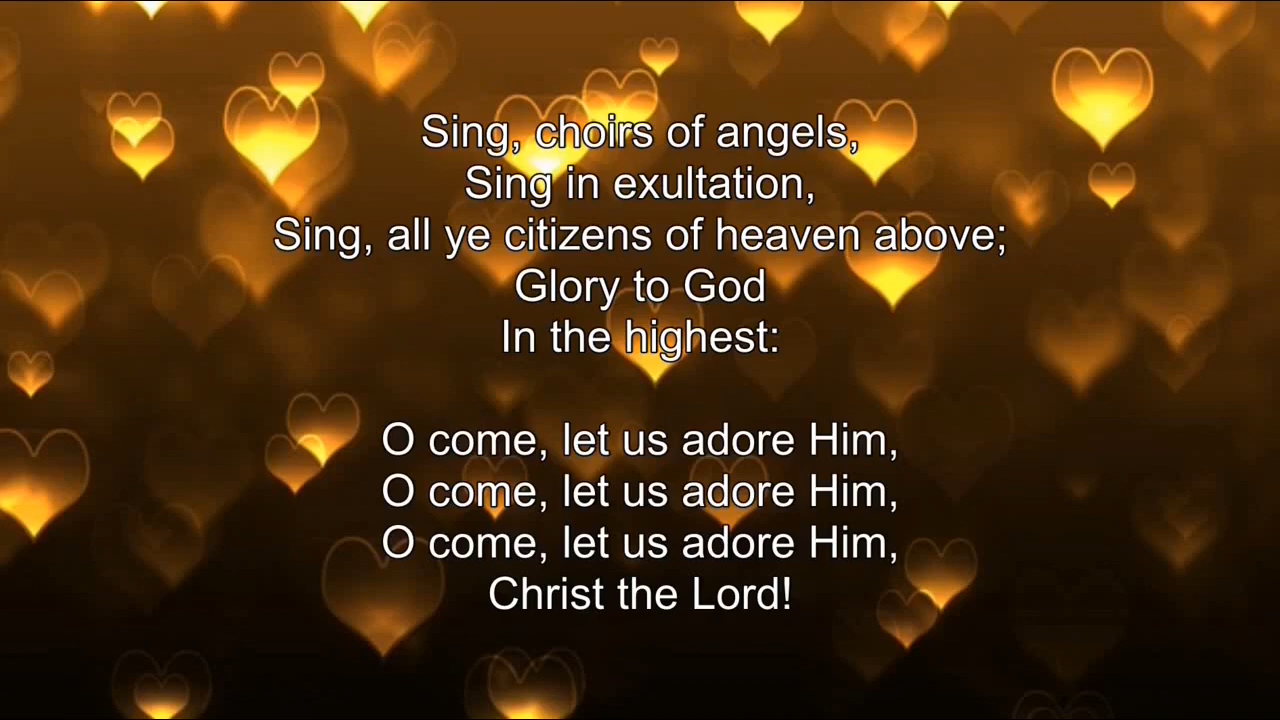 Sing, choirs of angels,
Sing in exultation,
Sing, all ye citizens of heaven above;
Glory to God
In the highest:
O come, let us adore Him,
O come, let us adore Him,
O come, let us adore Him,
Christ the Lord!